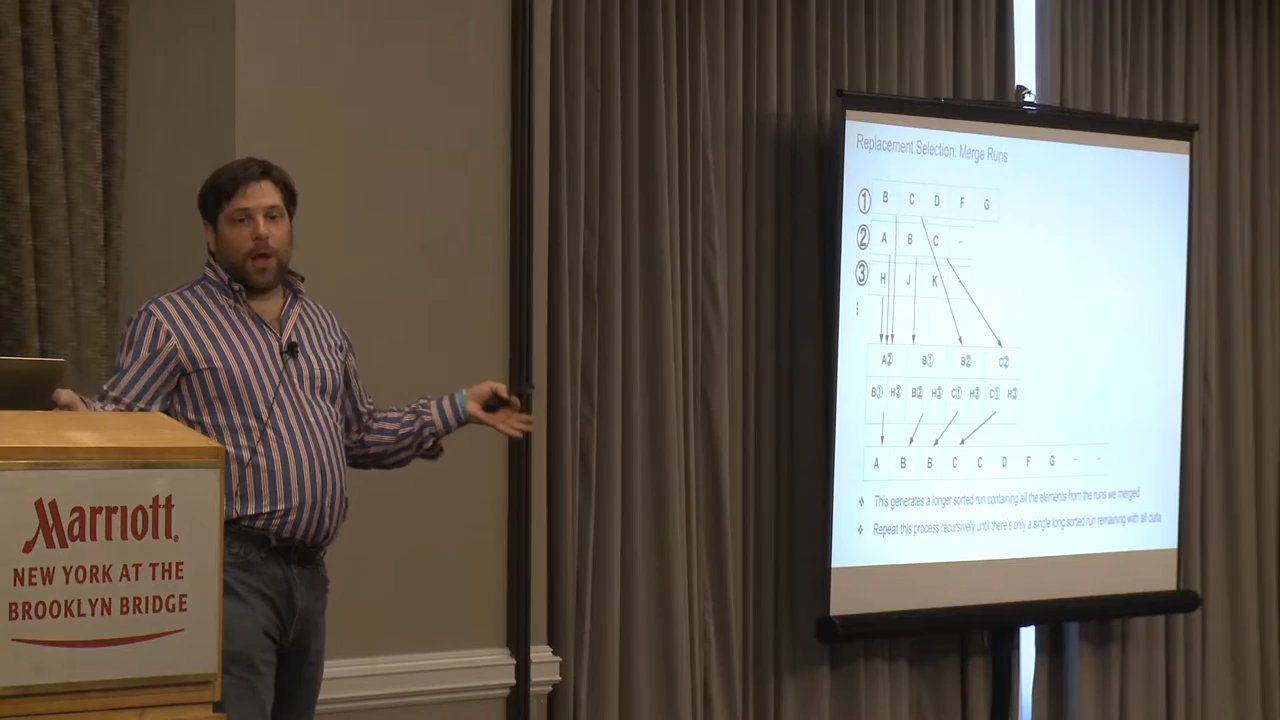 Marriott.
NEW YORK AT THE
BROOKLYN BRIDGE
Replacement Selection: Merge Runs
① B C D F G
② A B C -
③ H J K -
⋮
A② B① B② C②
B① H③ B② H③ C① H③ C① H③
A B B C C D F G - -
❖ This generates a longer sorted run containing all the elements from the runs we merged
❖ Repeat this process recursively until there's only a single long sorted run remaining with all data